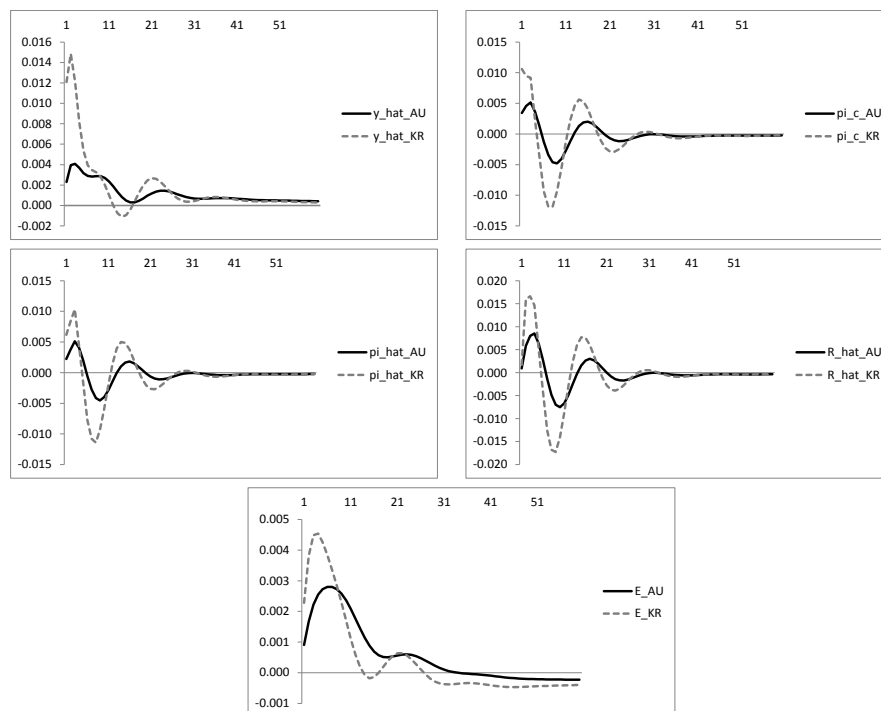 1 11 21 31 41 51
0.016
0.014
0.012
0.010
0.008
0.006
0.004
0.002
0.000
-0.002
y_hat_AU
y_hat_KR
1 11 21 31 41 51
0.015
0.010
0.005
0.000
-0.005
-0.010
-0.015
pi_c_AU
pi_c_KR
1 11 21 31 41 51
0.015
0.010
0.005
0.000
-0.005
-0.010
-0.015
pi_hat_AU
pi_hat_KR
1 11 21 31 41 51
0.020
0.015
0.010
0.005
0.000
-0.005
-0.010
-0.015
-0.020
R_hat_AU
R_hat_KR
1 11 21 31 41 51
0.005
0.004
0.003
0.002
0.001
0.000
-0.001
E_AU
E_KR